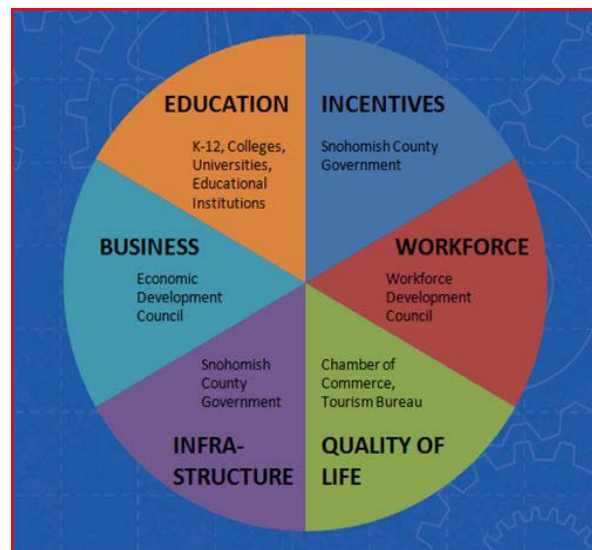 EDUCATION
K-12, Colleges,
Universities,
Educational
Institutions
INCENTIVES
Snohomish County
Government
BUSINESS
Economic
Development
Council
WORKFORCE
Workforce
Development
Council
Snohomish
County
Government
INFRA-
STRUCTURE
Chamber of
Commerce,
Tourism Bureau
QUALITY OF
LIFE